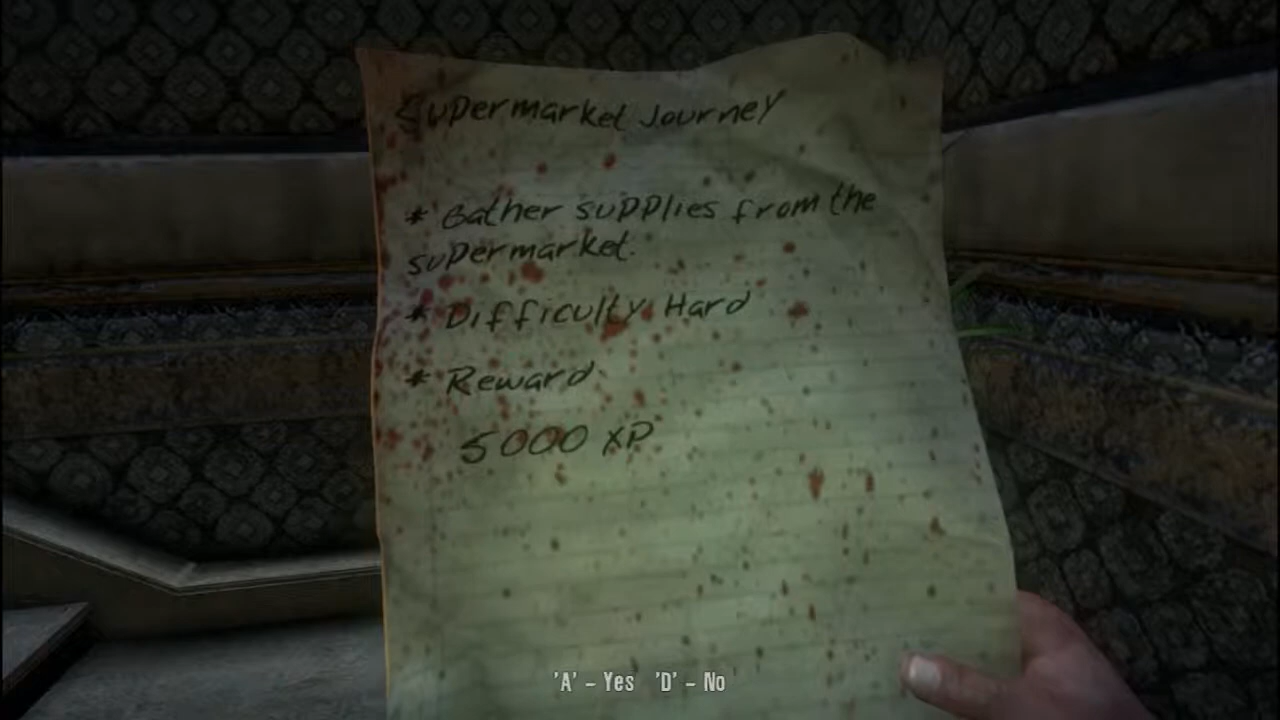 Supermarket Journey
* Gather supplies from the
supermarket.
* Difficulty Hard
* Reward
5000 XP
'A' - Yes 'D' - No